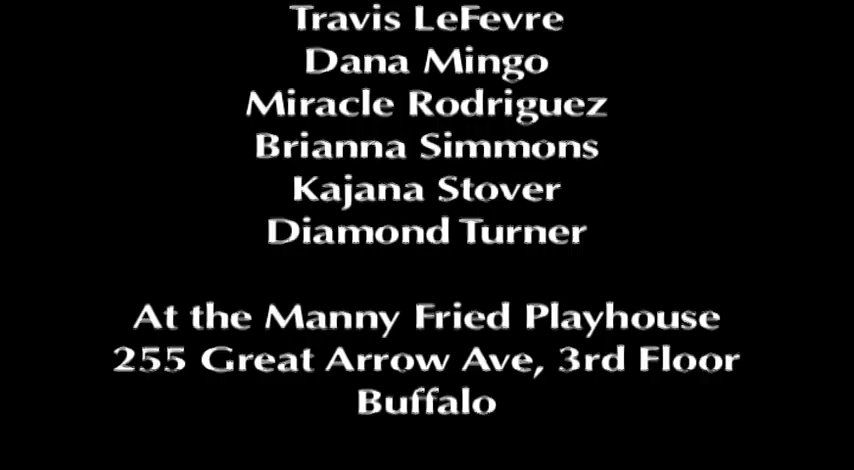 Travis LeFevre
Dana Mingo
Miracle Rodriguez
Brianna Simmons
Kajana Stover
Diamond Turner
At the Manny Fried Playhouse
255 Great Arrow Ave, 3rd Floor
Buffalo